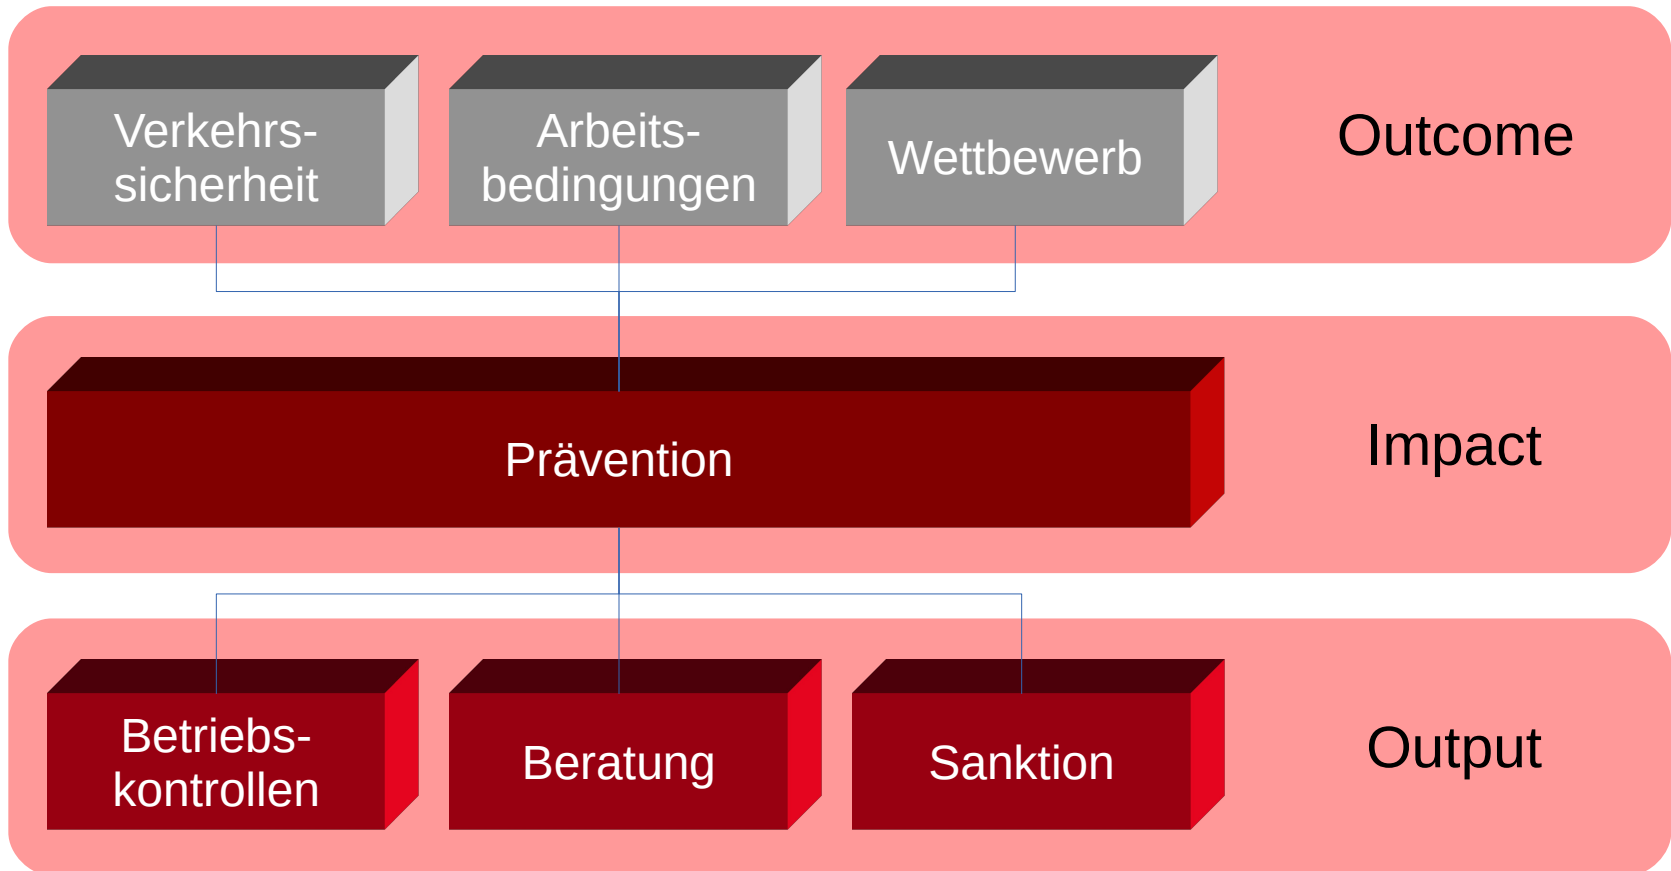 Verkehrs-
sicherheit
Arbeits-
bedingungen
Wettbewerb
Outcome
Prävention
Impact
Betriebs-
kontrollen
Beratung
Sanktion
Output